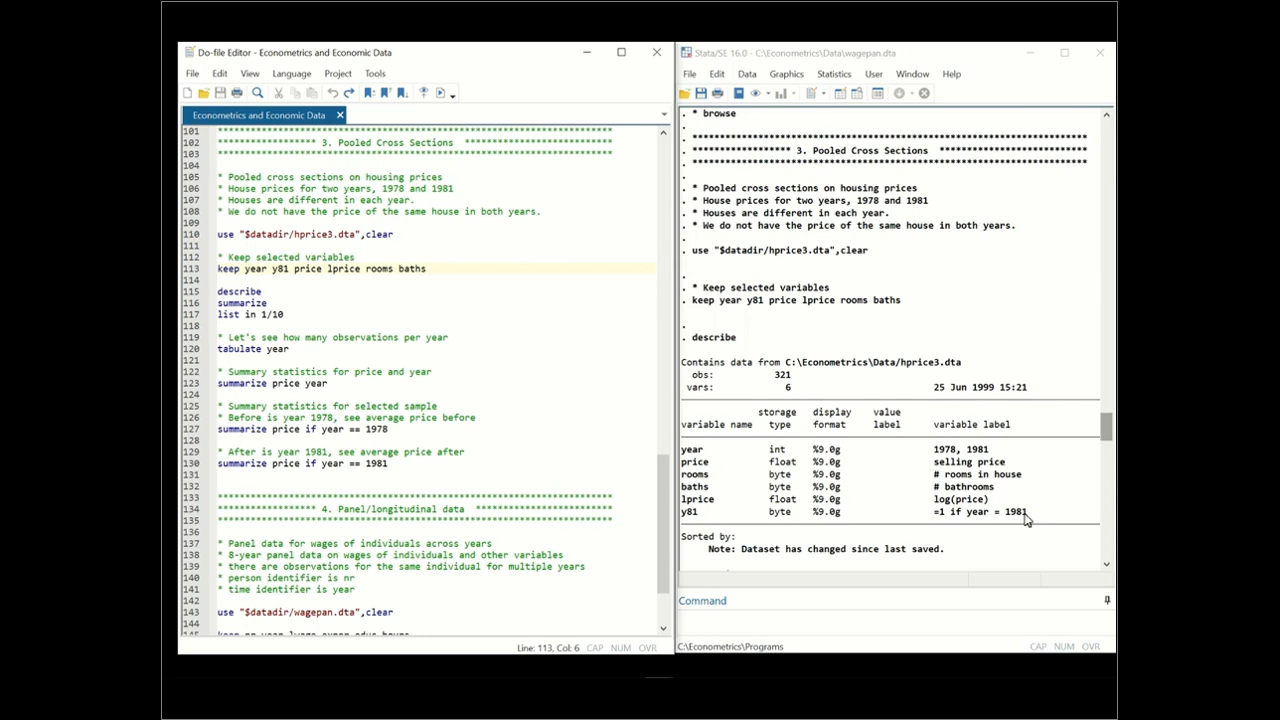 Do-file Editor - Econometrics and Economic Data
File Edit View Language Project Tools
Econometrics and Economic Data
101 ************************************************************
102 ****************** 3. Pooled Cross Sections ******************
103 ************************************************************
104
105 * Pooled cross sections on housing prices
106 * House prices for two years, 1978 and 1981
107 * Houses are different in each year.
108 * We do not have the price of the same house in both years.
109
110 use "$datadir/hprice3.dta",clear
111
112 * Keep selected variables
113 keep year y81 price lprice rooms baths
114
115 describe
116 summarize
117 list in 1/10
118
119 * Let's see how many observations per year
120 tabulate year
121
122 * Summary statistics for price and year
123 summarize price year
124
125 * Summary statistics for selected sample
126 * Before is year 1978, see average price before
127 summarize price if year == 1978
128
129 * After is year 1981, see average price after
130 summarize price if year == 1981
131
132
133 ************************************************************
134 ****************** 4. Panel/longitudinal data ******************
135 ************************************************************
136
137 * Panel data for wages of individuals across years
138 * 8-year panel data on wages of individuals and other variables
139 * there are observations for the same individual for multiple years
140 * person identifier is nr
141 * time identifier is year
142
143 use "$datadir/wagepan.dta",clear
144
Line: 113, Col: 6 CAP NUM OVR
Stata/SE 16.0 - C:\Econometrics\Data\wagepan.dta
File Edit Data Graphics Statistics User Window Help
. * browse
.
. ************************************************************
. ****************** 3. Pooled Cross Sections ******************
. ************************************************************
.
. * Pooled cross sections on housing prices
. * House prices for two years, 1978 and 1981
. * Houses are different in each year.
. * We do not have the price of the same house in both years.
.
. use "$datadir/hprice3.dta",clear
.
. * Keep selected variables
. keep year y81 price lprice rooms baths
.
. describe
Contains data from C:\Econometrics\Data/hprice3.dta
obs: 321
vars: 6 25 Jun 1999 15:21
storage display value
variable name type format label variable label
year int %9.0g 1978, 1981
price float %9.0g selling price
rooms byte %9.0g # rooms in house
baths byte %9.0g # bathrooms
lprice float %9.0g log(price)
y81 byte %9.0g =1 if year = 1981
Sorted by:
Note: Dataset has changed since last saved.
Command
C:\Econometrics\Programs CAP NUM OVR